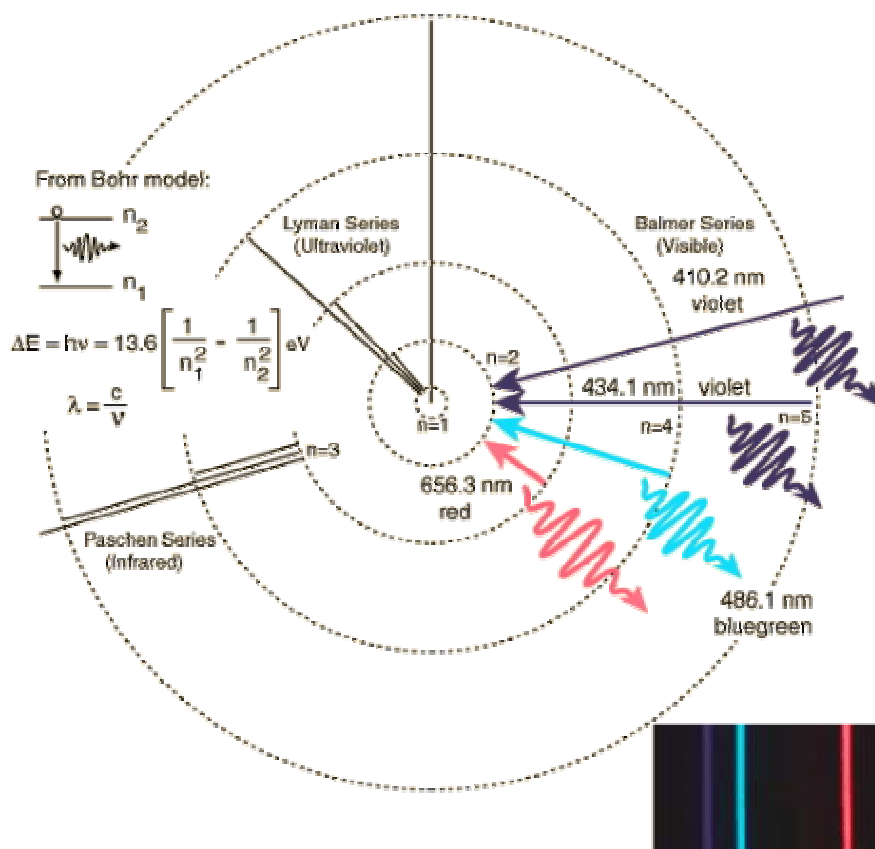 From Bohr model:
n₂
n₁
ΔE = hν = 13.6 [ 1/n₁² - 1/n₂² ] eV
λ = c/ν
Lyman Series
(Ultraviolet)
Balmer Series
(Visible)
410.2 nm
violet
n=2
434.1 nm violet
n=1
n=4
n=5
n=3
656.3 nm
red
Paschen Series
(Infrared)
486.1 nm
bluegreen